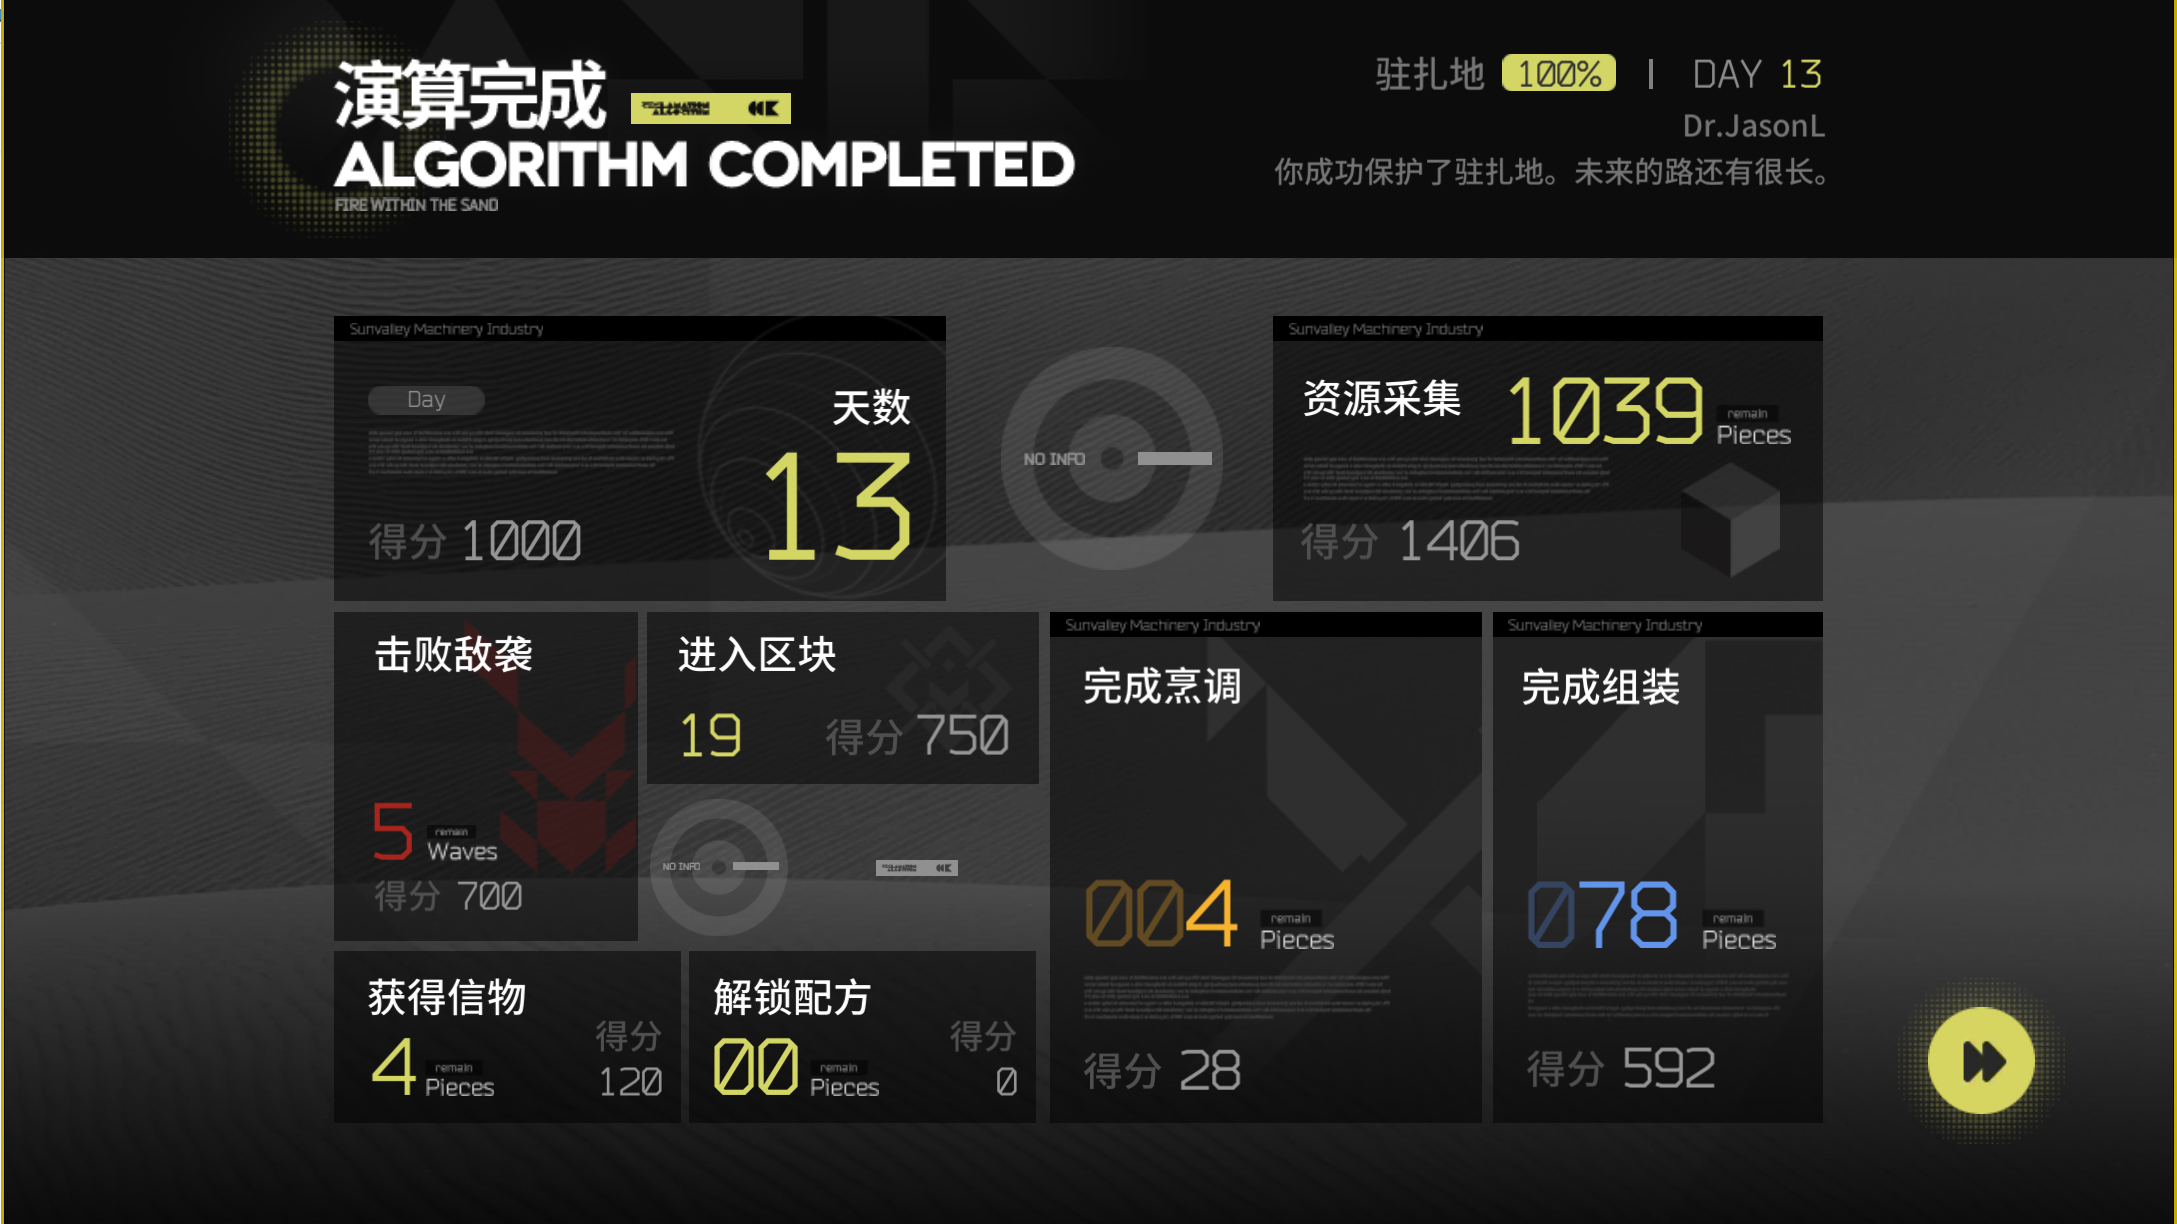 演算完成
ALGORITHM COMPLETED
FIRE WITHIN THE SAND
驻扎地 100% | DAY 13
Dr.JasonL
你成功保护了驻扎地。未来的路还有很长。
Sunvalley Machinery Industry
Day
天数
13
得分 1000
NO INFO
Sunvalley Machinery Industry
资源采集 1039 remain Pieces
得分 1406
击败敌袭
5 remain Waves
得分 700
进入区块
19 得分 750
NO INFO
Sunvalley Machinery Industry
完成烹调
004 remain Pieces
得分 28
Sunvalley Machinery Industry
完成组装
078 remain Pieces
得分 592
获得信物
4 remain Pieces
得分
120
解锁配方
00 remain Pieces
得分
0